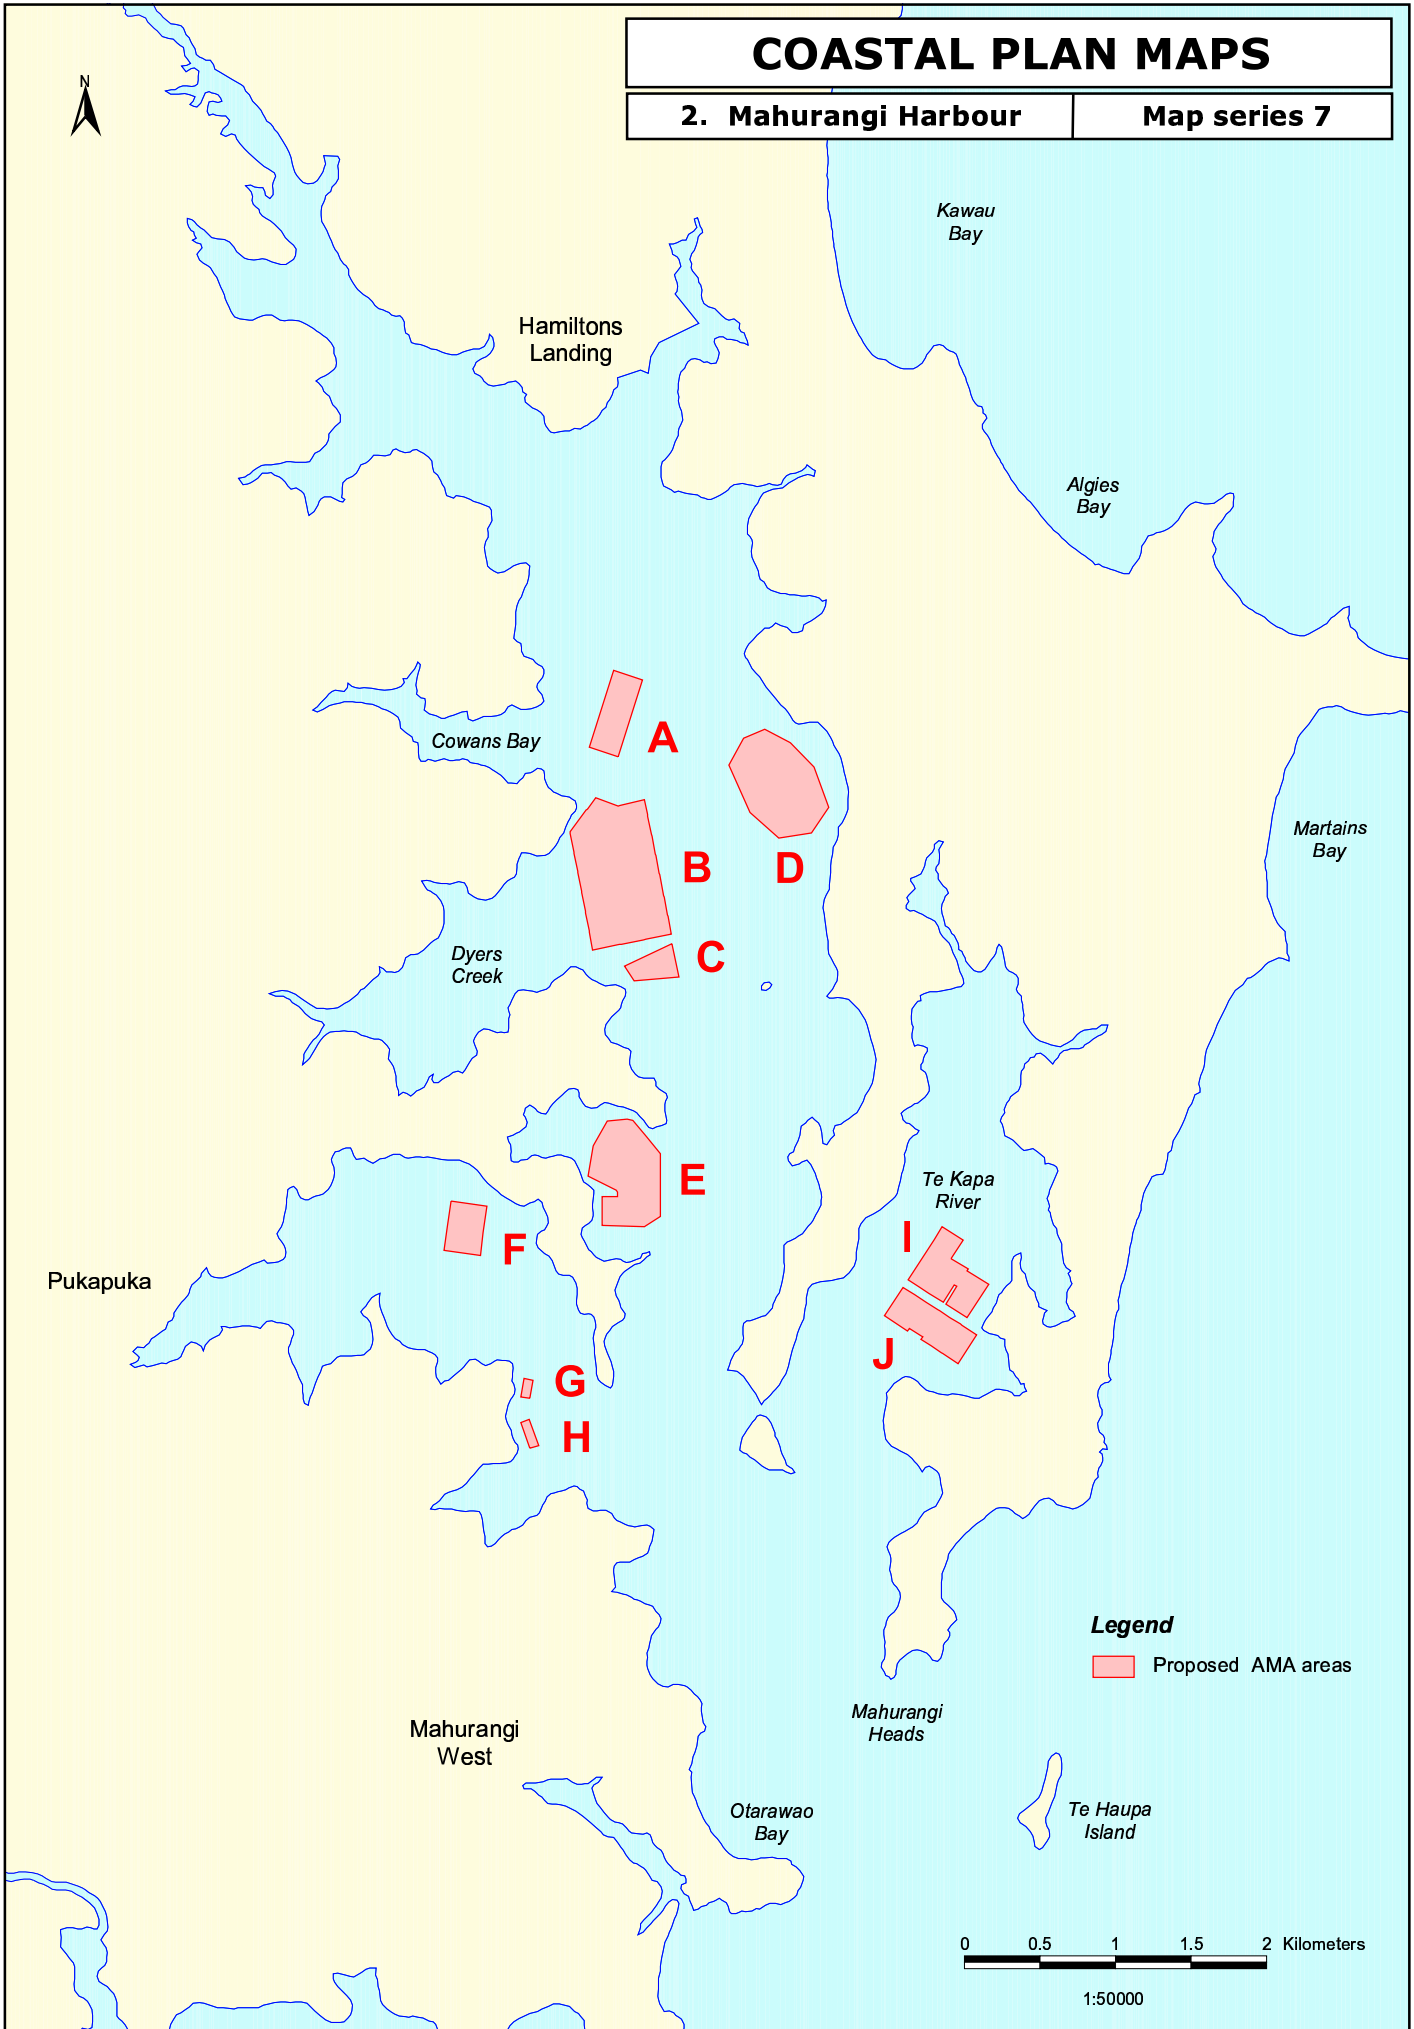 COASTAL PLAN MAPS
2. Mahurangi Harbour
Map series 7
N
Kawau
Bay
Hamiltons
Landing
Algies
Bay
A
Cowans Bay
B
D
Martains
Bay
Dyers
Creek
C
E
Te Kapa
River
F
I
Pukapuka
J
G
H
Legend
Proposed AMA areas
Mahurangi
Heads
Mahurangi
West
Otarawao
Bay
Te Haupa
Island
0 0.5 1 1.5 2 Kilometers
1:50000